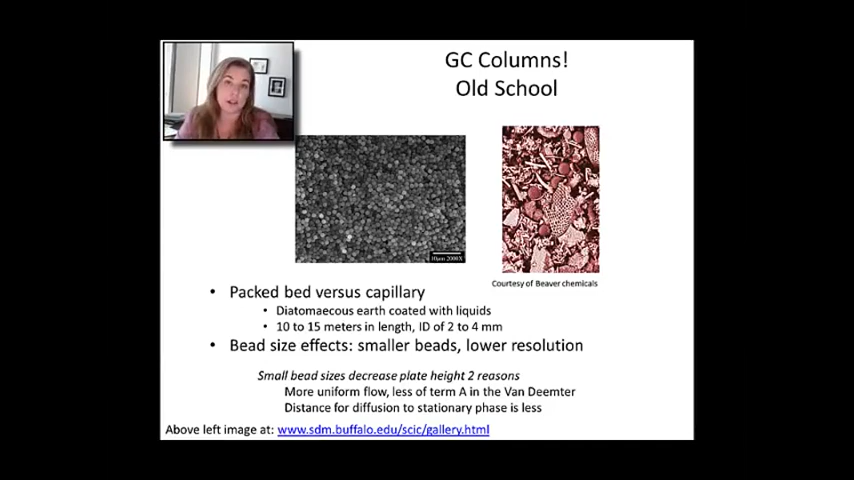 GC Columns!
Old School
10µm 2000X
Courtesy of Beaver chemicals
• Packed bed versus capillary
• Diatomaecous earth coated with liquids
• 10 to 15 meters in length, ID of 2 to 4 mm
• Bead size effects: smaller beads, lower resolution
Small bead sizes decrease plate height 2 reasons
More uniform flow, less of term A in the Van Deemter
Distance for diffusion to stationary phase is less
Above left image at: www.sdm.buffalo.edu/scic/gallery.html